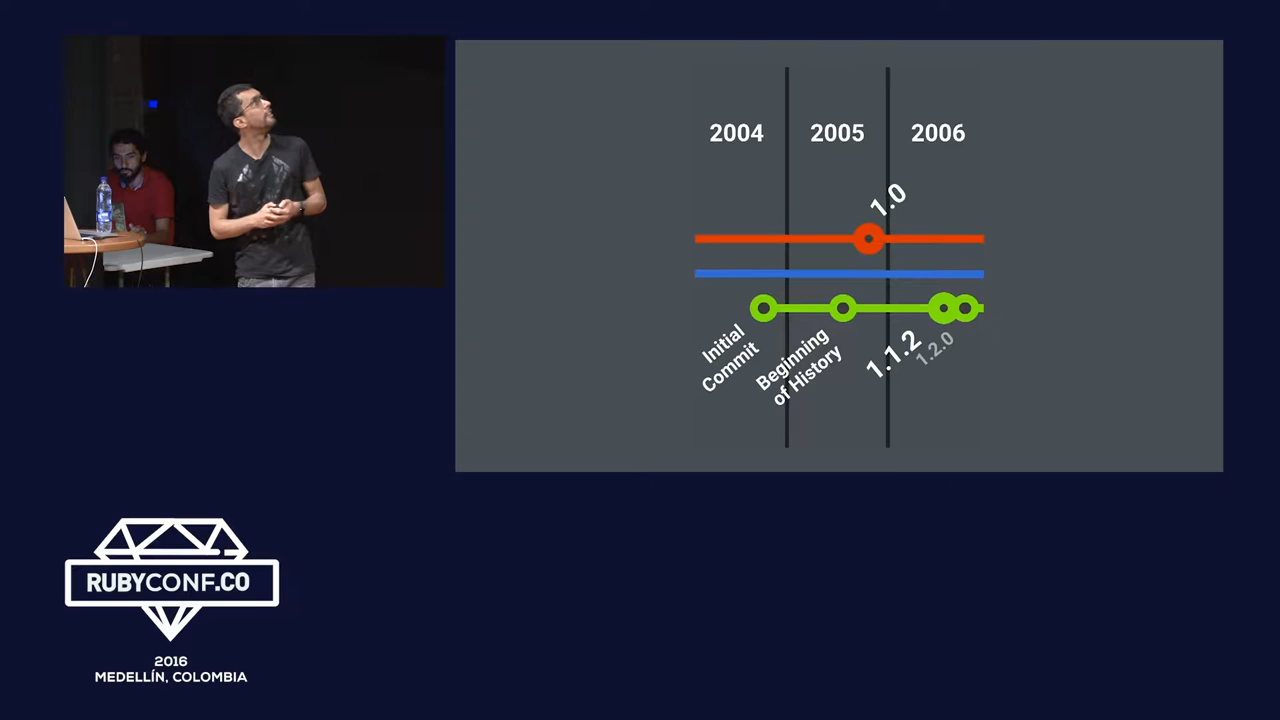 2004
2005
2006
1.0
Initial
Commit
Beginning
of History
1.1.2
1.2.0
RUBYCONF.CO
2016
MEDELLÍN, COLOMBIA